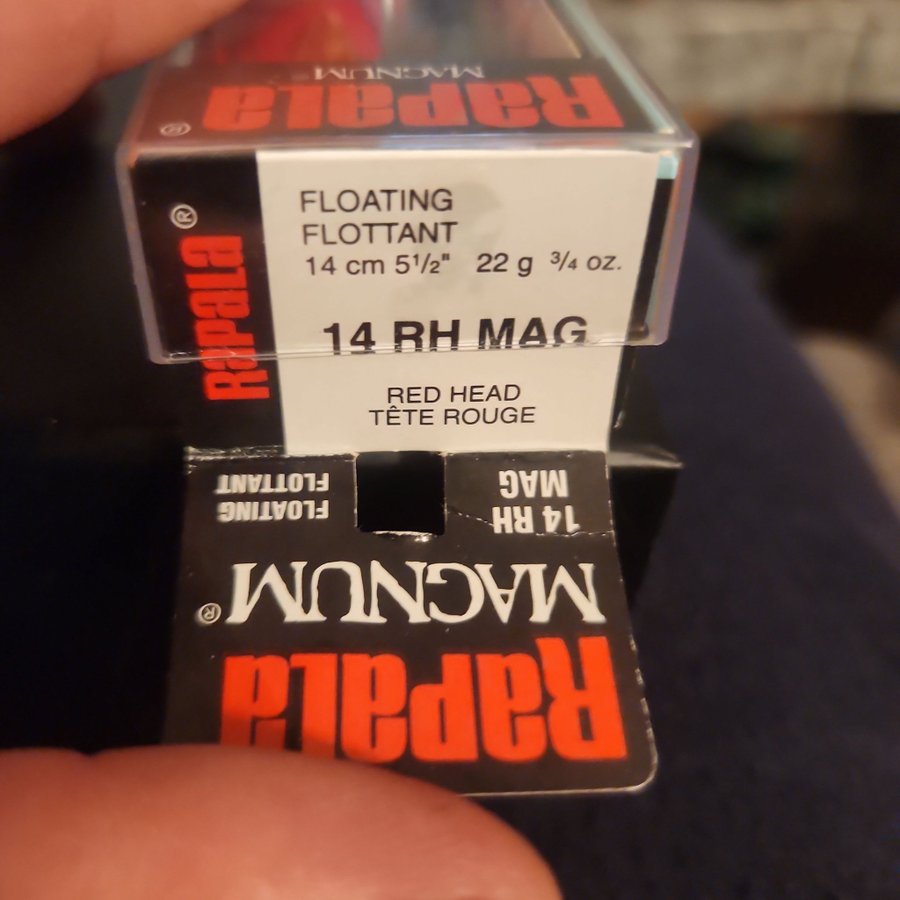 RAPALA
MAGNUM®
®
RAPALA®
FLOATING
FLOTTANT
14 cm 5¹/₂" 22 g ³/₄ oz.
14 RH MAG
RED HEAD
TÊTE ROUGE
14 RH
MAG
FLOATING
FLOTTANT
MAGNUM®
RAPALA